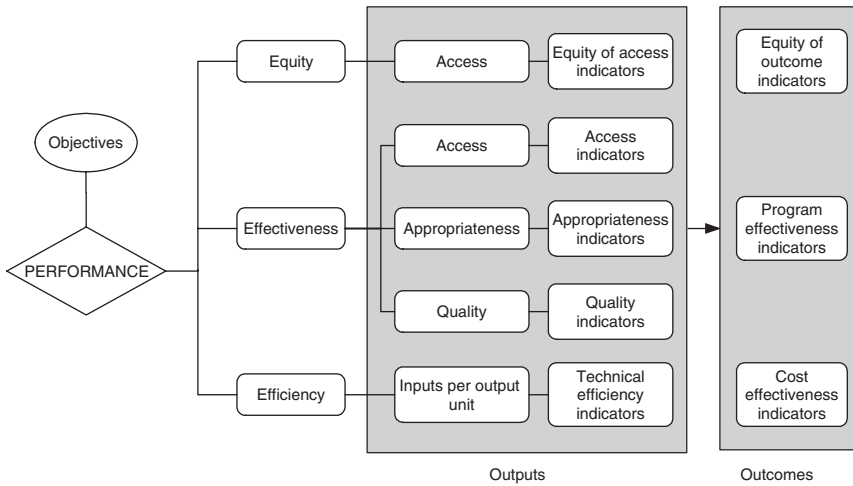 Objectives
PERFORMANCE
Equity
Access
Equity of access
indicators
Effectiveness
Access
Access
indicators
Appropriateness
Appropriateness
indicators
Quality
Quality
indicators
Efficiency
Inputs per output
unit
Technical
efficiency
indicators
Outputs
Equity of
outcome
indicators
Program
effectiveness
indicators
Cost
effectiveness
indicators
Outcomes